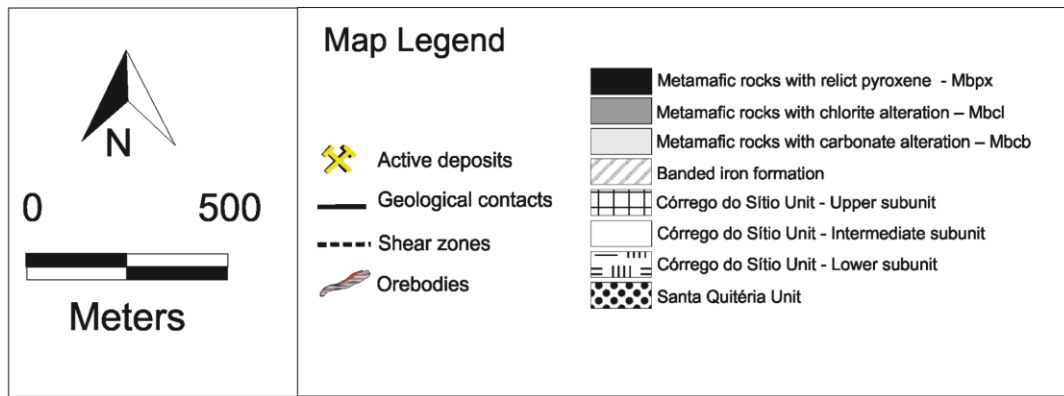 N
0 500
Meters
Map Legend
Active deposits
Geological contacts
Shear zones
Orebodies
Metamafic rocks with relict pyroxene - Mbpx
Metamafic rocks with chlorite alteration – Mbcl
Metamafic rocks with carbonate alteration – Mbcb
Banded iron formation
Córrego do Sítio Unit - Upper subunit
Córrego do Sítio Unit - Intermediate subunit
Córrego do Sítio Unit - Lower subunit
Santa Quitéria Unit